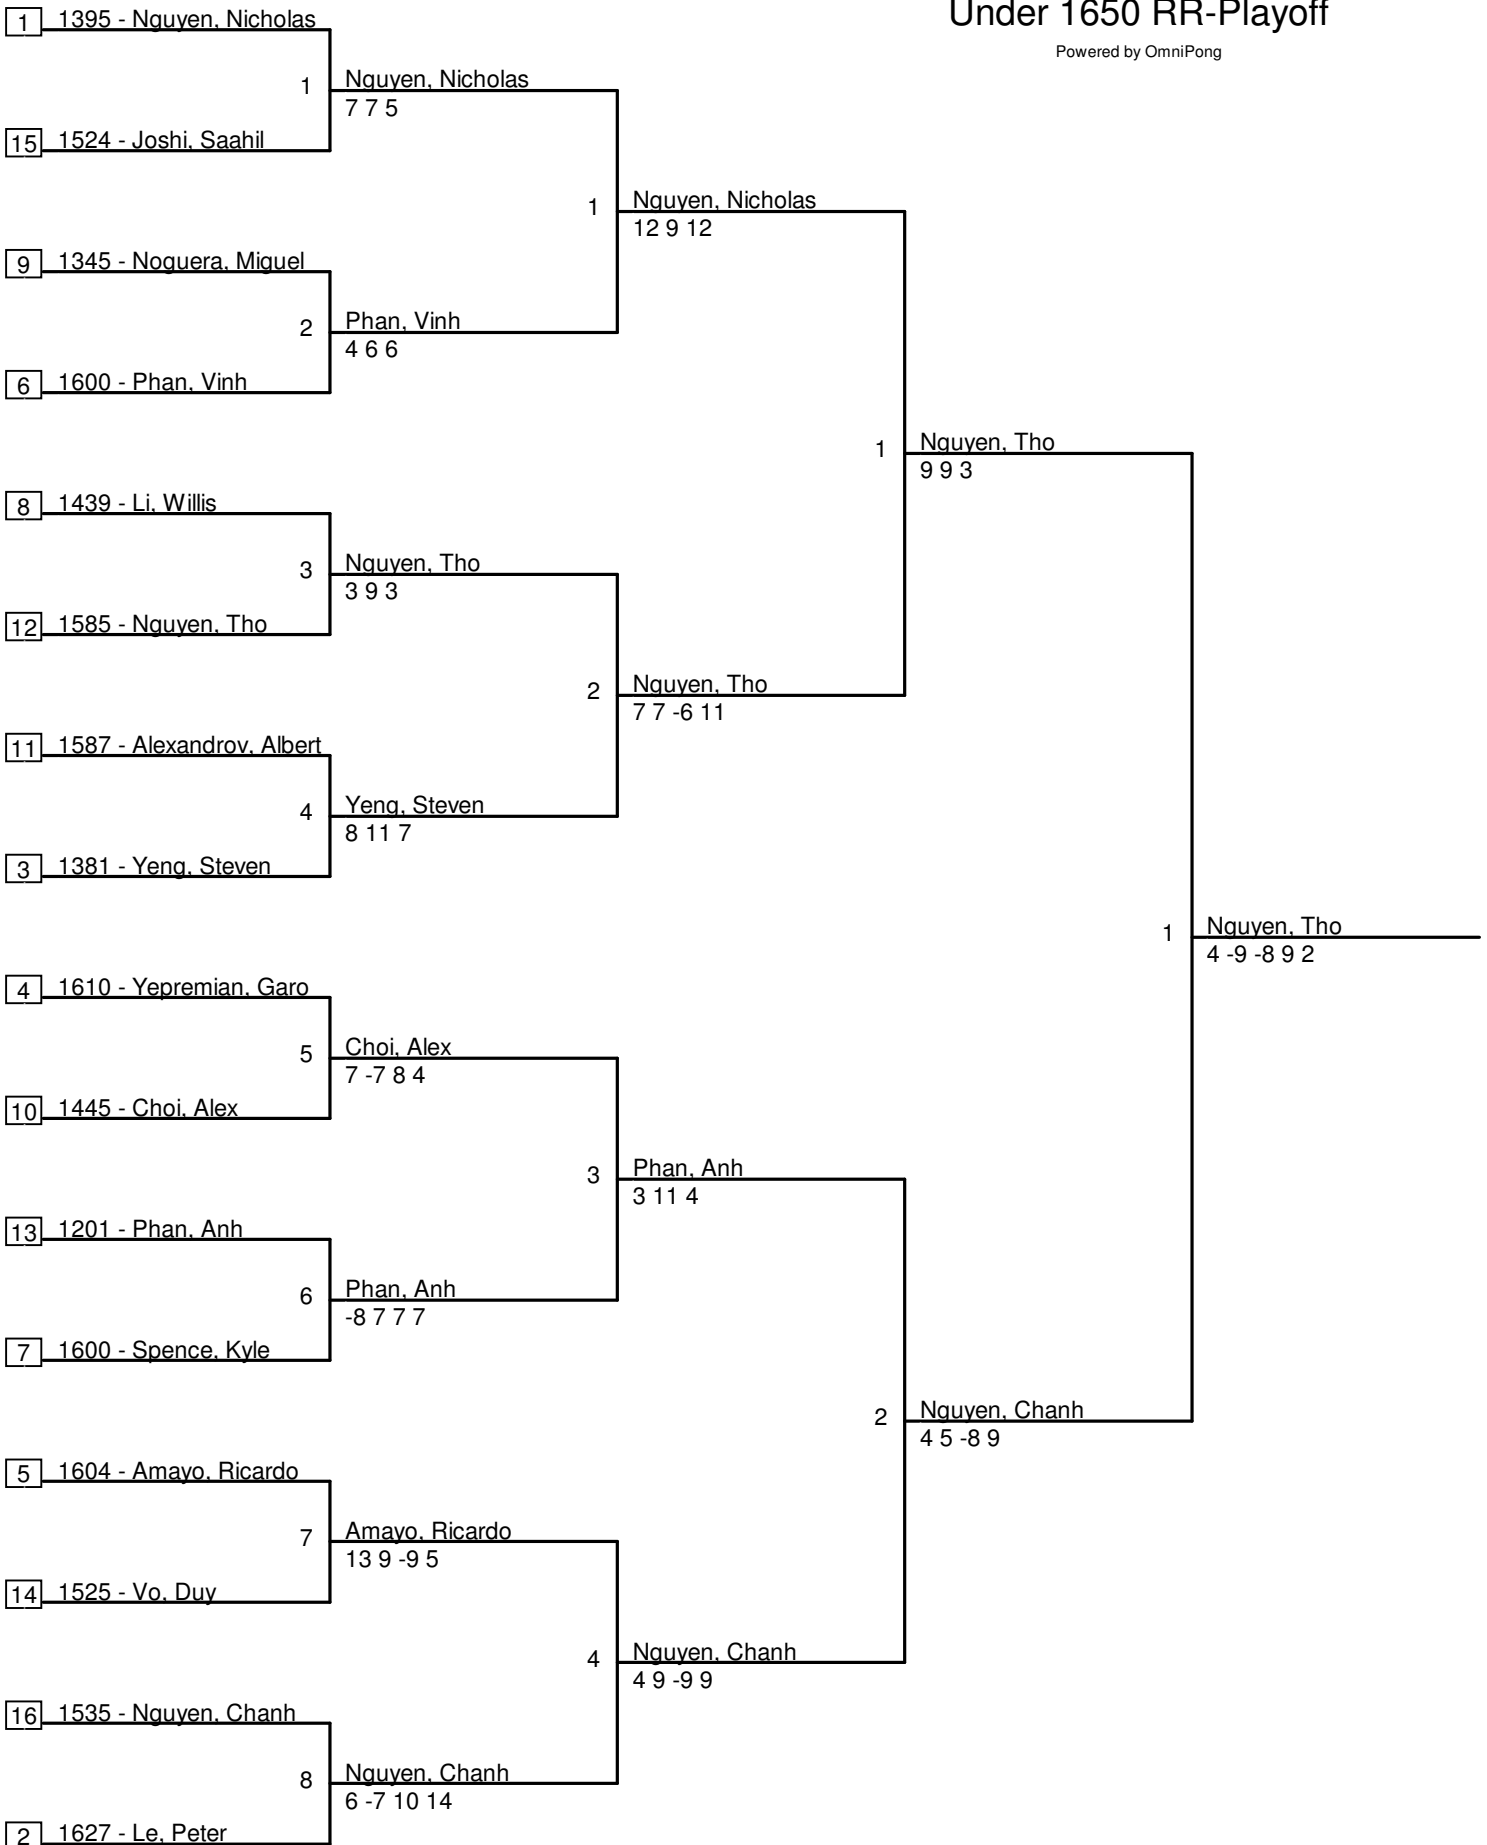 Under 1650 RR-Playoff
Powered by OmniPong
1 1395 - Nguyen, Nicholas
1 Nguyen, Nicholas
7 7 5
15 1524 - Joshi, Saahil
1 Nguyen, Nicholas
12 9 12
9 1345 - Noguera, Miguel
2 Phan, Vinh
4 6 6
6 1600 - Phan, Vinh
1 Nguyen, Tho
9 9 3
8 1439 - Li, Willis
3 Nguyen, Tho
3 9 3
12 1585 - Nguyen, Tho
2 Nguyen, Tho
7 7 -6 11
11 1587 - Alexandrov, Albert
4 Yeng, Steven
8 11 7
3 1381 - Yeng, Steven
1 Nguyen, Tho
4 -9 -8 9 2
4 1610 - Yepremian, Garo
5 Choi, Alex
7 -7 8 4
10 1445 - Choi, Alex
3 Phan, Anh
3 11 4
13 1201 - Phan, Anh
6 Phan, Anh
-8 7 7 7
7 1600 - Spence, Kyle
2 Nguyen, Chanh
4 5 -8 9
5 1604 - Amayo, Ricardo
7 Amayo, Ricardo
13 9 -9 5
14 1525 - Vo, Duy
4 Nguyen, Chanh
4 9 -9 9
16 1535 - Nguyen, Chanh
8 Nguyen, Chanh
6 -7 10 14
2 1627 - Le, Peter